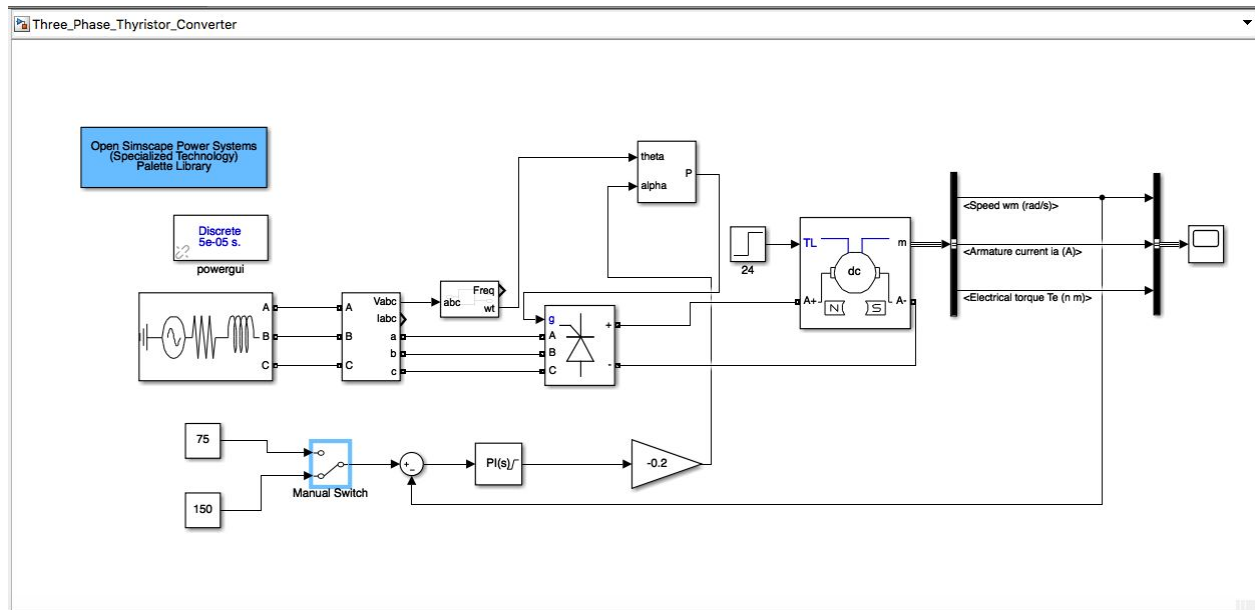 Three_Phase_Thyristor_Converter
Open Simscape Power Systems
(Specialized Technology)
Palette Library
Discrete
5e-05 s.
powergui
theta
alpha
P
24
TL
m
dc
A+
A-
N
S
<Speed wm (rad/s)>
<Armature current ia (A)>
<Electrical torque Te (n m)>
abc
Freq
wt
A
B
C
A
B
C
Vabc
Iabc
a
b
c
g
A
B
C
+
-
75
150
Manual Switch
+
-
PI(s)
-0.2